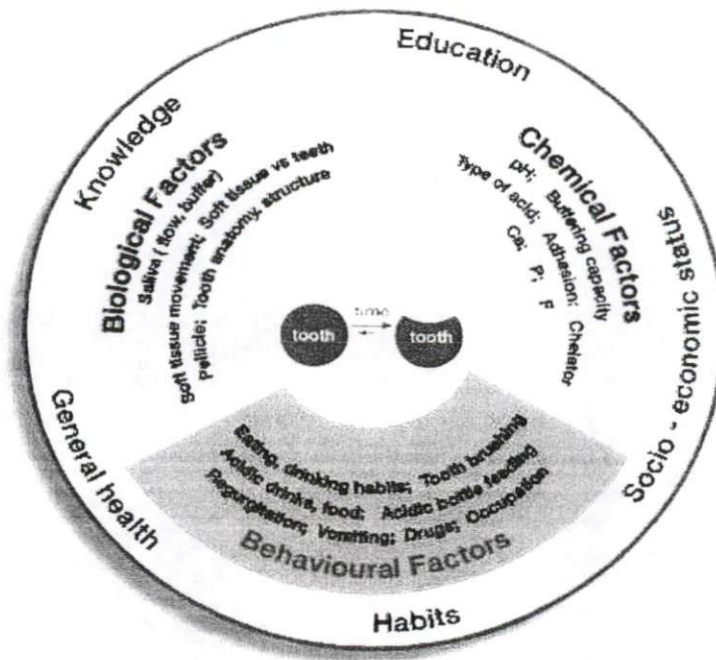 Education
Knowledge
Biological Factors
Saliva ( flow, buffer)
Soft tissue movement; Soft tissue vs teeth
Pellicle; Tooth anatomy, structure
Chemical Factors
pH; Buffering capacity
Type of acid; Adhesion; Chelator
Ca; P; F
Socio - economic status
time
tooth
tooth
Eating, drinking habits; Tooth brushing
Acidic drinks, food; Acidic bottle feeding
Regurgitation; Vomiting; Drugs; Occupation
Behavioural Factors
General health
Habits